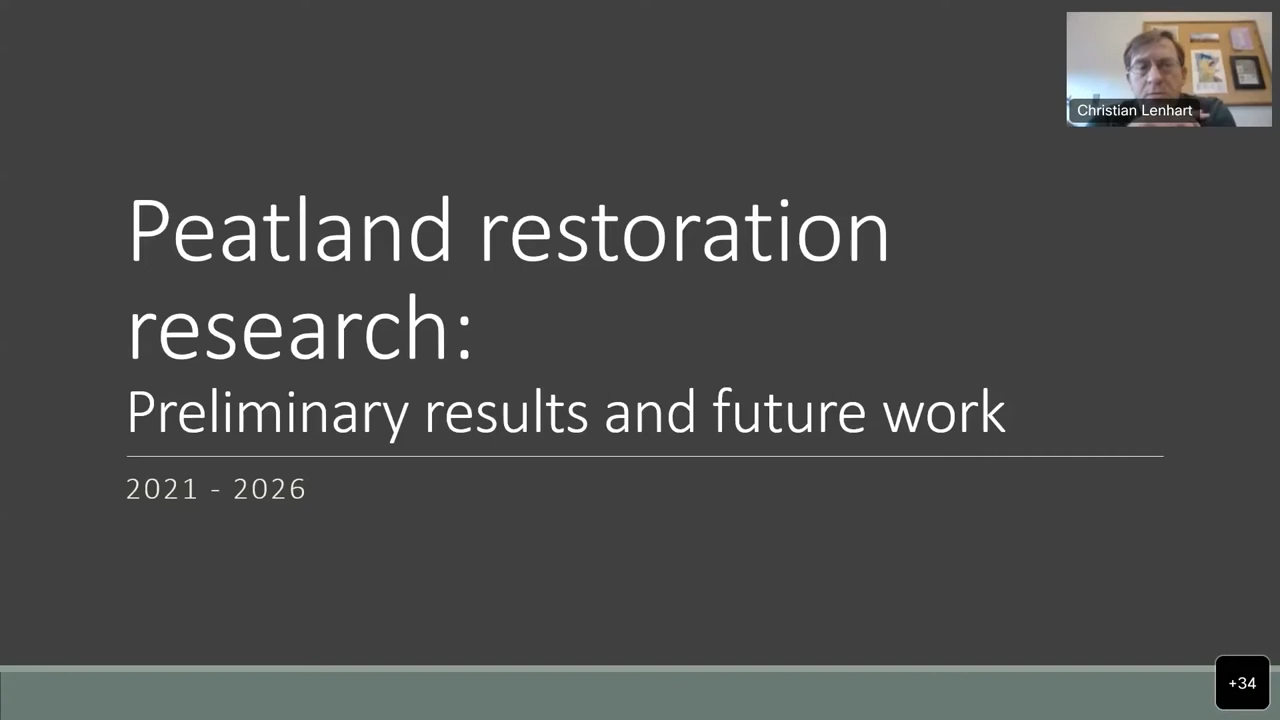 Christian Lenhart
Peatland restoration
research:
Preliminary results and future work
2021 - 2026
+34